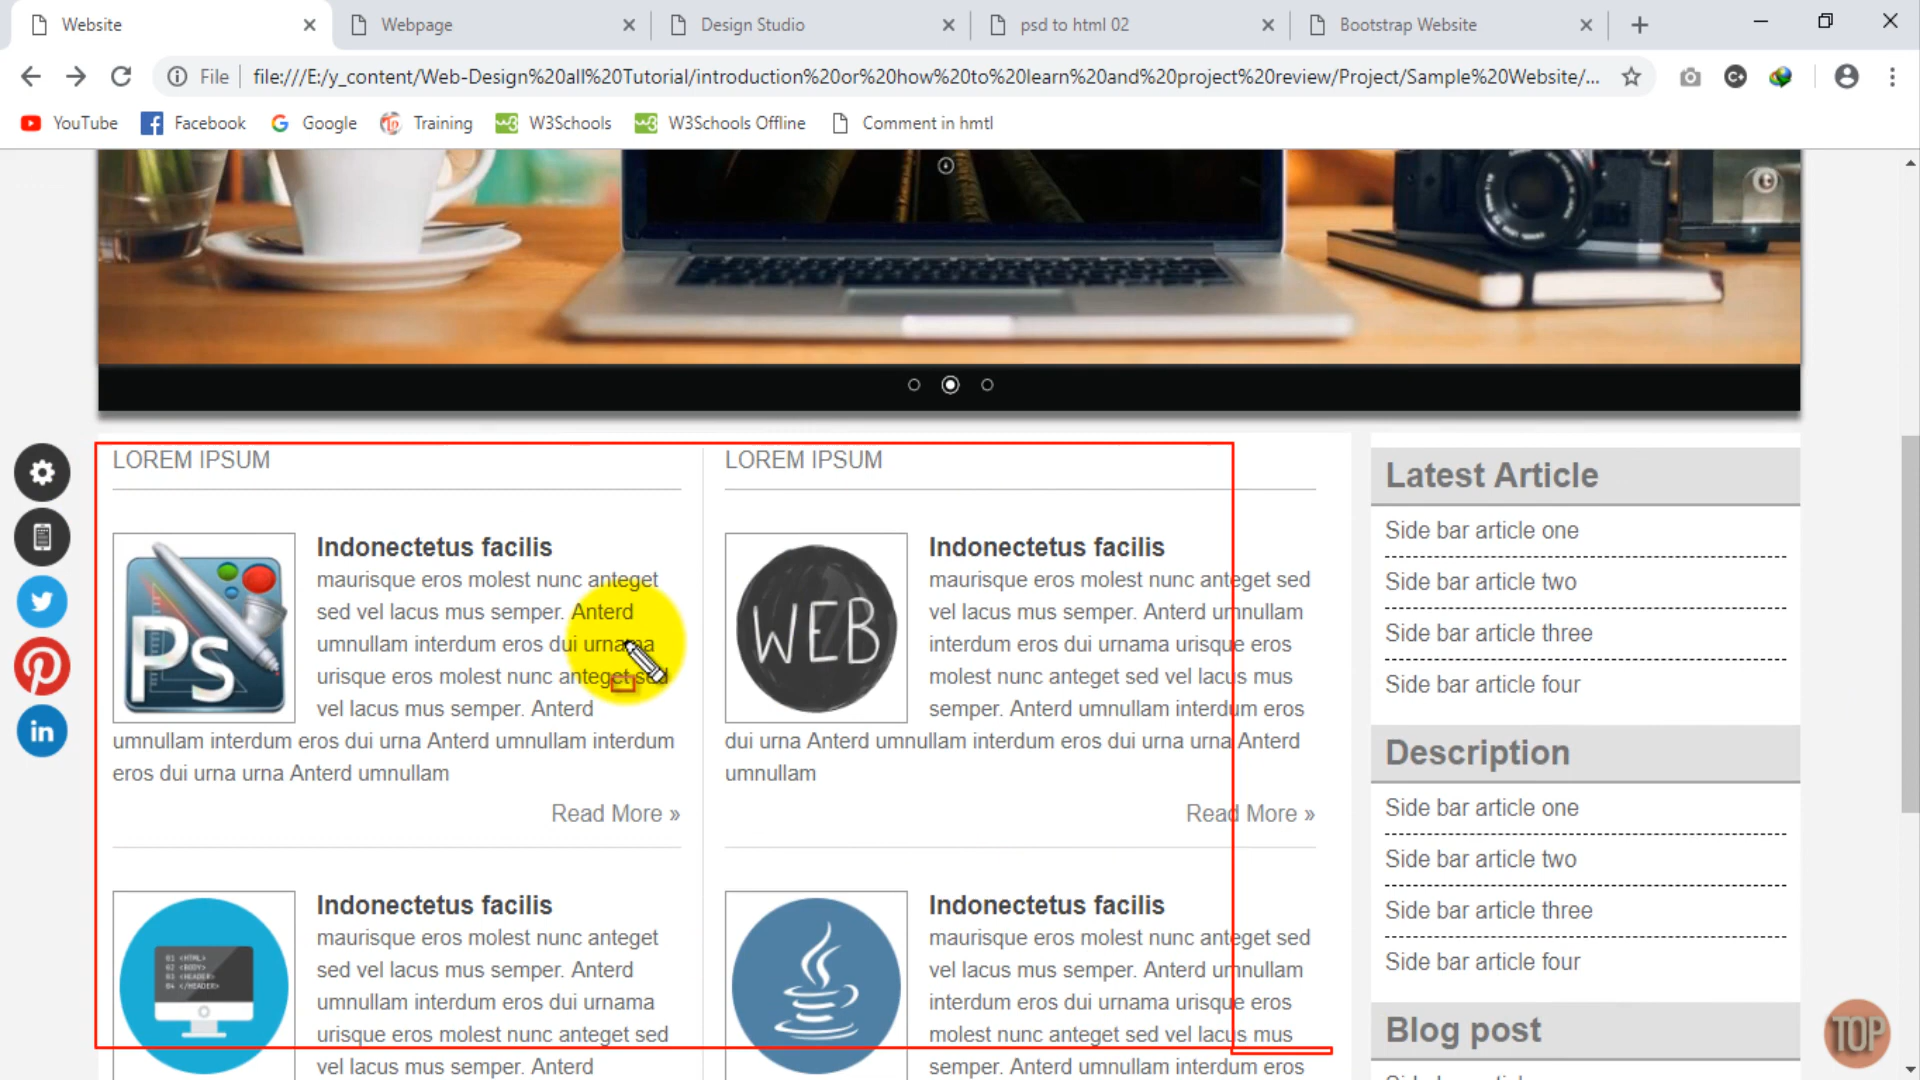 Website
Webpage
Design Studio
psd to html 02
Bootstrap Website
File
file:///E:/y_content/Web-Design%20all%20Tutorial/introduction%20or%20how%20to%20learn%20and%20project%20review/Project/Sample%20Website/...
YouTube
Facebook
Google
Training
W3Schools
W3Schools Offline
Comment in hmtl
LOREM IPSUM
Indonectetus facilis
maurisque eros molest nunc anteget
sed vel lacus mus semper. Anterd
umnullam interdum eros dui urnama
urisque eros molest nunc anteget sed
vel lacus mus semper. Anterd
umnullam interdum eros dui urna Anterd umnullam interdum
eros dui urna urna Anterd umnullam
Read More »
Ps
LOREM IPSUM
Indonectetus facilis
maurisque eros molest nunc anteget sed
vel lacus mus semper. Anterd umnullam
interdum eros dui urnama urisque eros
molest nunc anteget sed vel lacus mus
semper. Anterd umnullam interdum eros
dui urna Anterd umnullam interdum eros dui urna urna Anterd
umnullam
Read More »
WEB
Indonectetus facilis
maurisque eros molest nunc anteget
sed vel lacus mus semper. Anterd
umnullam interdum eros dui urnama
urisque eros molest nunc anteget sed
vel lacus mus semper. Anterd
01 <HTML>
02 <BODY>
03 <HEADER>
04 </HEADER>
Indonectetus facilis
maurisque eros molest nunc anteget sed
vel lacus mus semper. Anterd umnullam
interdum eros dui urnama urisque eros
molest nunc anteget sed vel lacus mus
semper. Anterd umnullam interdum eros
Latest Article
Side bar article one
Side bar article two
Side bar article three
Side bar article four
Description
Side bar article one
Side bar article two
Side bar article three
Side bar article four
Blog post
TOP
in